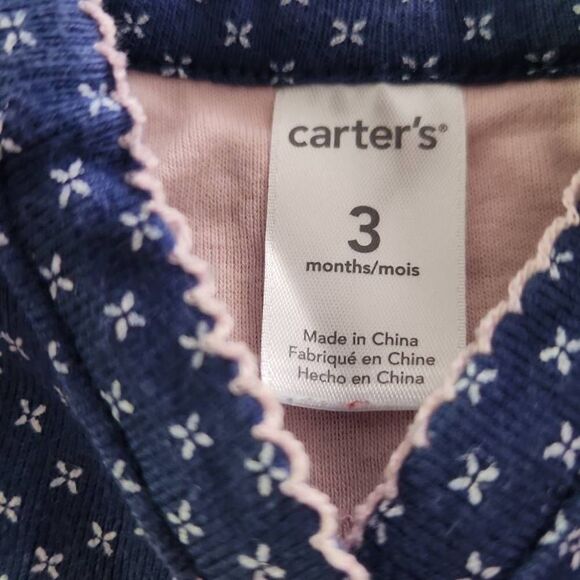 carter's®
3
months/mois
Made in China
Fabriqué en Chine
Hecho en China